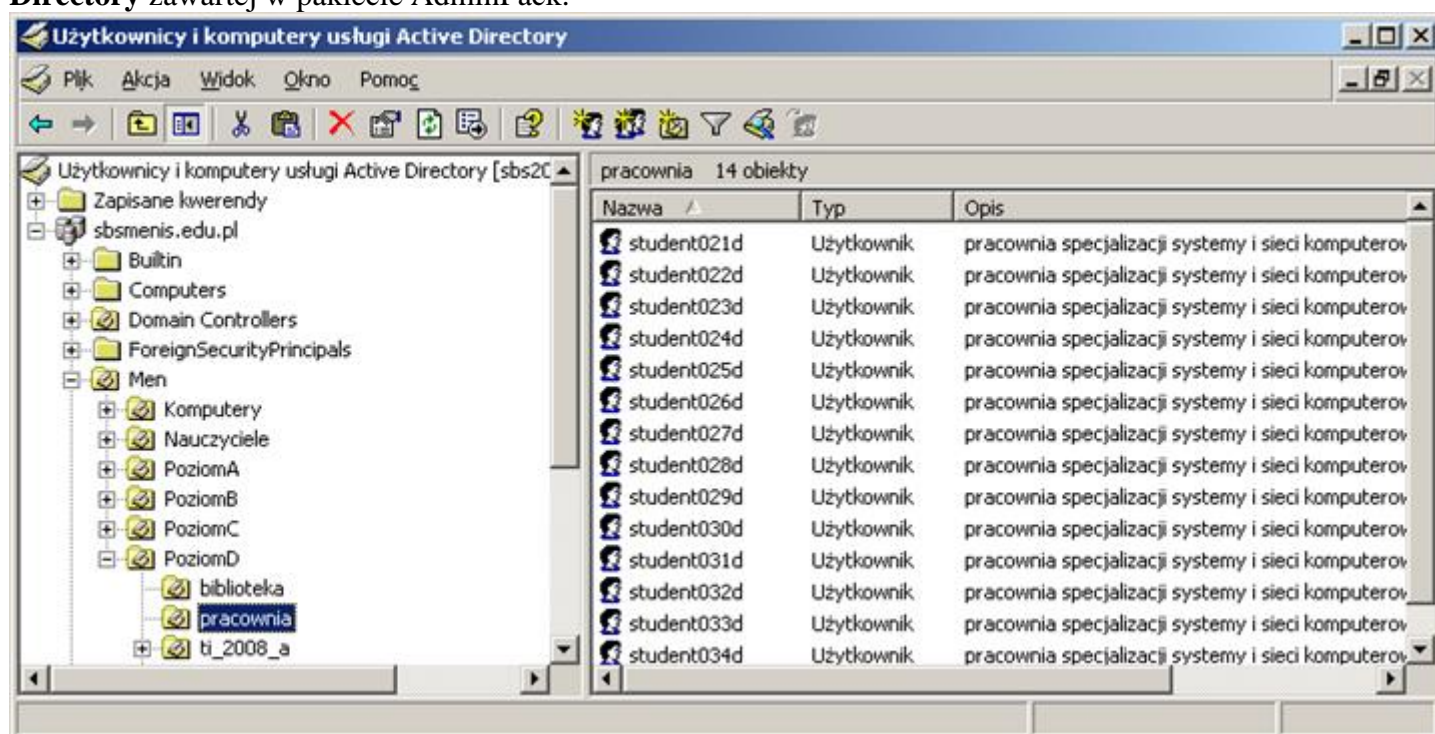 Directory zawartej w pakiecie AdminPack.
Użytkownicy i komputery usługi Active Directory
Plik Akcja Widok Okno Pomoc
Użytkownicy i komputery usługi Active Directory [sbs20
Zapisane kwerendy
sbsmenis.edu.pl
Builtin
Computers
Domain Controllers
ForeignSecurityPrincipals
Men
Komputery
Nauczyciele
PoziomA
PoziomB
PoziomC
PoziomD
biblioteka
pracownia
ti_2008_a
pracownia 14 obiekty
Nazwa Typ Opis
student021d Użytkownik pracownia specjalizacji systemy i sieci komputerow
student022d Użytkownik pracownia specjalizacji systemy i sieci komputerow
student023d Użytkownik pracownia specjalizacji systemy i sieci komputerow
student024d Użytkownik pracownia specjalizacji systemy i sieci komputerow
student025d Użytkownik pracownia specjalizacji systemy i sieci komputerow
student026d Użytkownik pracownia specjalizacji systemy i sieci komputerow
student027d Użytkownik pracownia specjalizacji systemy i sieci komputerow
student028d Użytkownik pracownia specjalizacji systemy i sieci komputerow
student029d Użytkownik pracownia specjalizacji systemy i sieci komputerow
student030d Użytkownik pracownia specjalizacji systemy i sieci komputerow
student031d Użytkownik pracownia specjalizacji systemy i sieci komputerow
student032d Użytkownik pracownia specjalizacji systemy i sieci komputerow
student033d Użytkownik pracownia specjalizacji systemy i sieci komputerow
student034d Użytkownik pracownia specjalizacji systemy i sieci komputerow